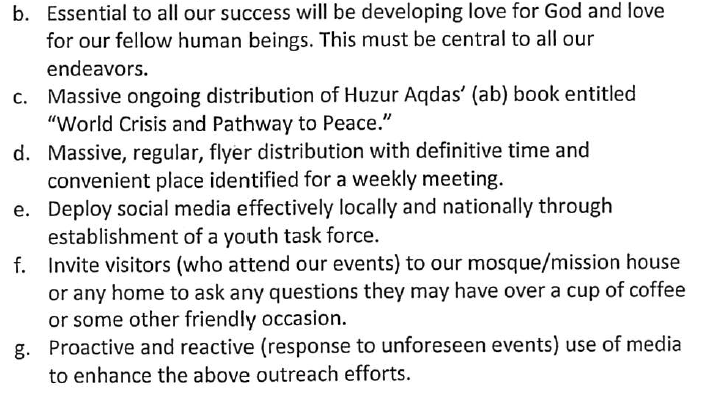 b. Essential to all our success will be developing love for God and love
for our fellow human beings. This must be central to all our
endeavors.
c. Massive ongoing distribution of Huzur Aqdas’ (ab) book entitled
“World Crisis and Pathway to Peace.”
d. Massive, regular, flyer distribution with definitive time and
convenient place identified for a weekly meeting.
e. Deploy social media effectively locally and nationally through
establishment of a youth task force.
f. Invite visitors (who attend our events) to our mosque/mission house
or any home to ask any questions they may have over a cup of coffee
or some other friendly occasion.
g. Proactive and reactive (response to unforeseen events) use of media
to enhance the above outreach efforts.